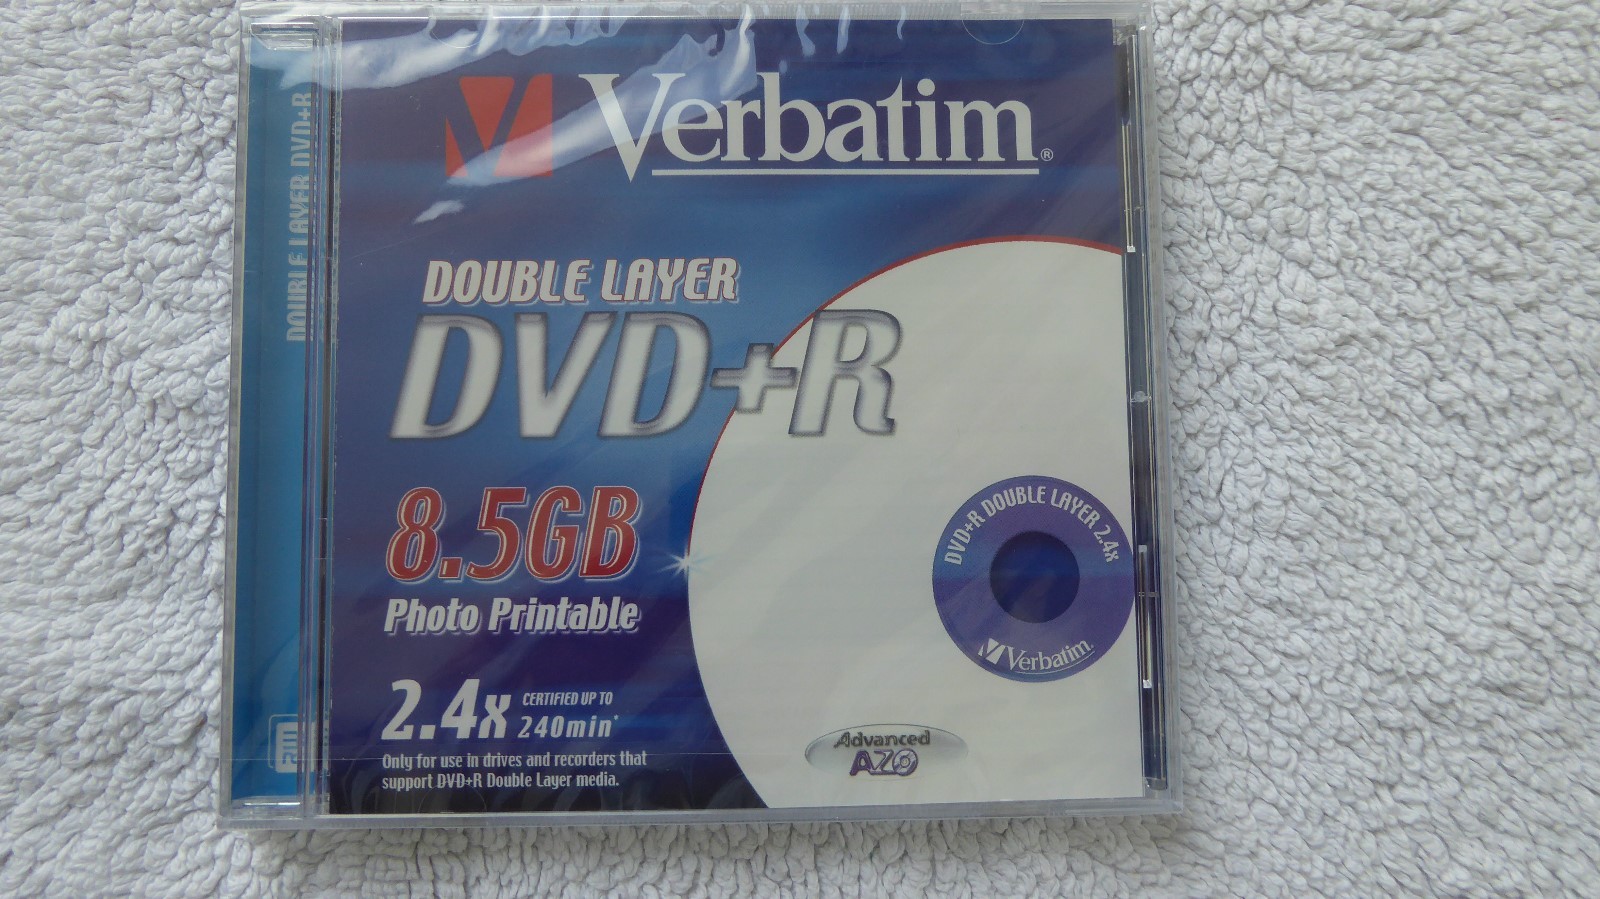 DOUBLE LAYER DVD+R
Verbatim®
DOUBLE LAYER
DVD+R
8.5GB
Photo Printable
2.4x CERTIFIED UP TO
240min*
Only for use in drives and recorders that
support DVD+R Double Layer media.
DVD+R DOUBLE LAYER 2.4x
Verbatim.
Advanced
AZO
RW